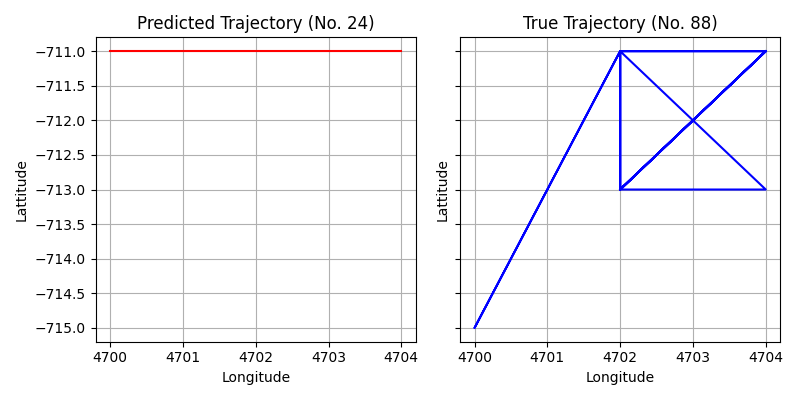 Predicted Trajectory (No. 24)
Lattitude
−711.0
−711.5
−712.0
−712.5
−713.0
−713.5
−714.0
−714.5
−715.0
4700 4701 4702 4703 4704
Longitude
True Trajectory (No. 88)
Lattitude
4700 4701 4702 4703 4704
Longitude